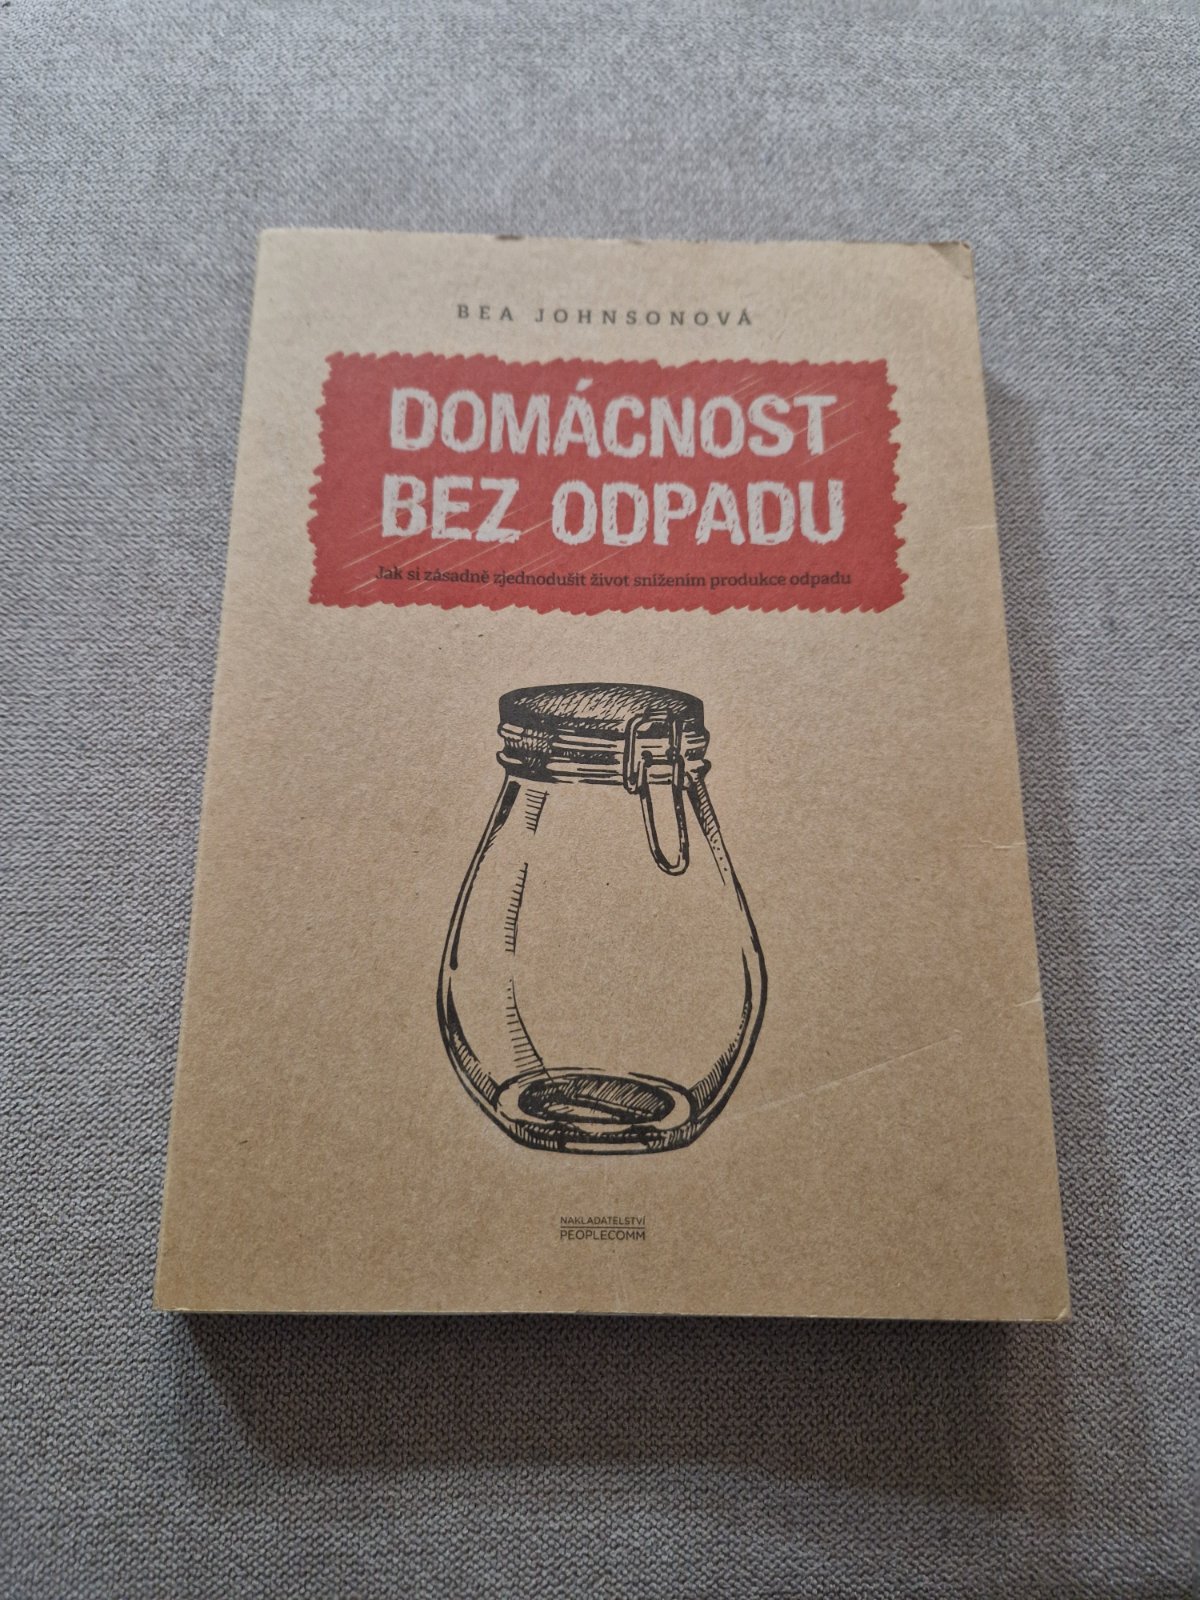 BEA JOHNSONOVÁ
DOMÁCNOST
BEZ ODPADU
Jak si zásadně zjednodušit život snížením produkce odpadu
NAKLADATELSTVÍ
PEOPLECOMM